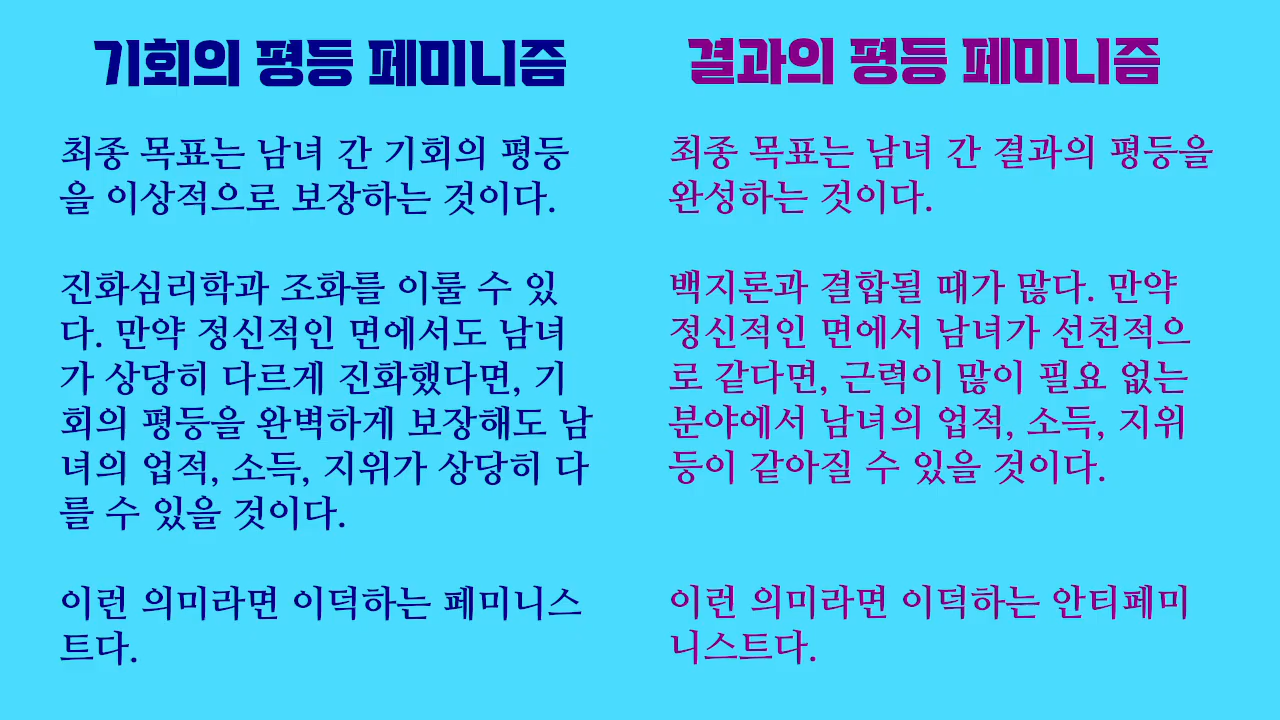 기회의 평등 페미니즘
최종 목표는 남녀 간 기회의 평등
을 이상적으로 보장하는 것이다.
진화심리학과 조화를 이룰 수 있
다. 만약 정신적인 면에서도 남녀
가 상당히 다르게 진화했다면, 기
회의 평등을 완벽하게 보장해도 남
녀의 업적, 소득, 지위가 상당히 다
를 수 있을 것이다.
이런 의미라면 이덕하는 페미니스
트다.
결과의 평등 페미니즘
최종 목표는 남녀 간 결과의 평등을
완성하는 것이다.
백지론과 결합될 때가 많다. 만약
정신적인 면에서 남녀가 선천적으
로 같다면, 근력이 많이 필요 없는
분야에서 남녀의 업적, 소득, 지위
등이 같아질 수 있을 것이다.
이런 의미라면 이덕하는 안티페미
니스트다.